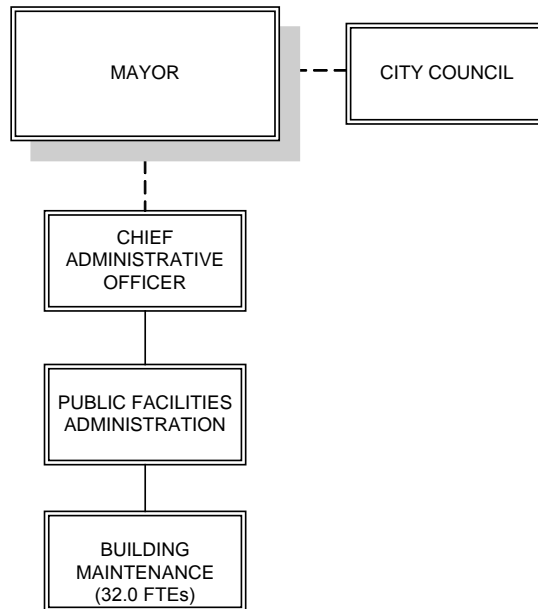 MAYOR
CITY COUNCIL
CHIEF
ADMINISTRATIVE
OFFICER
PUBLIC FACILITIES
ADMINISTRATION
BUILDING
MAINTENANCE
(32.0 FTEs)